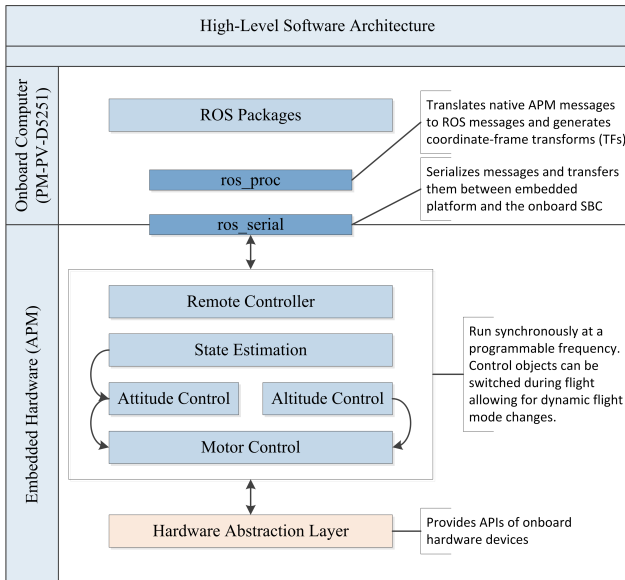 High-Level Software Architecture
Onboard Computer
(PM-PV-D5251)
ROS Packages
Translates native APM messages
to ROS messages and generates
coordinate-frame transforms (TFs)
ros_proc
Serializes messages and transfers
them between embedded
platform and the onboard SBC
ros_serial
Embedded Hardware (APM)
Remote Controller
State Estimation
Attitude Control
Altitude Control
Motor Control
Run synchronously at a
programmable frequency.
Control objects can be
switched during flight
allowing for dynamic flight
mode changes.
Hardware Abstraction Layer
Provides APIs of onboard
hardware devices